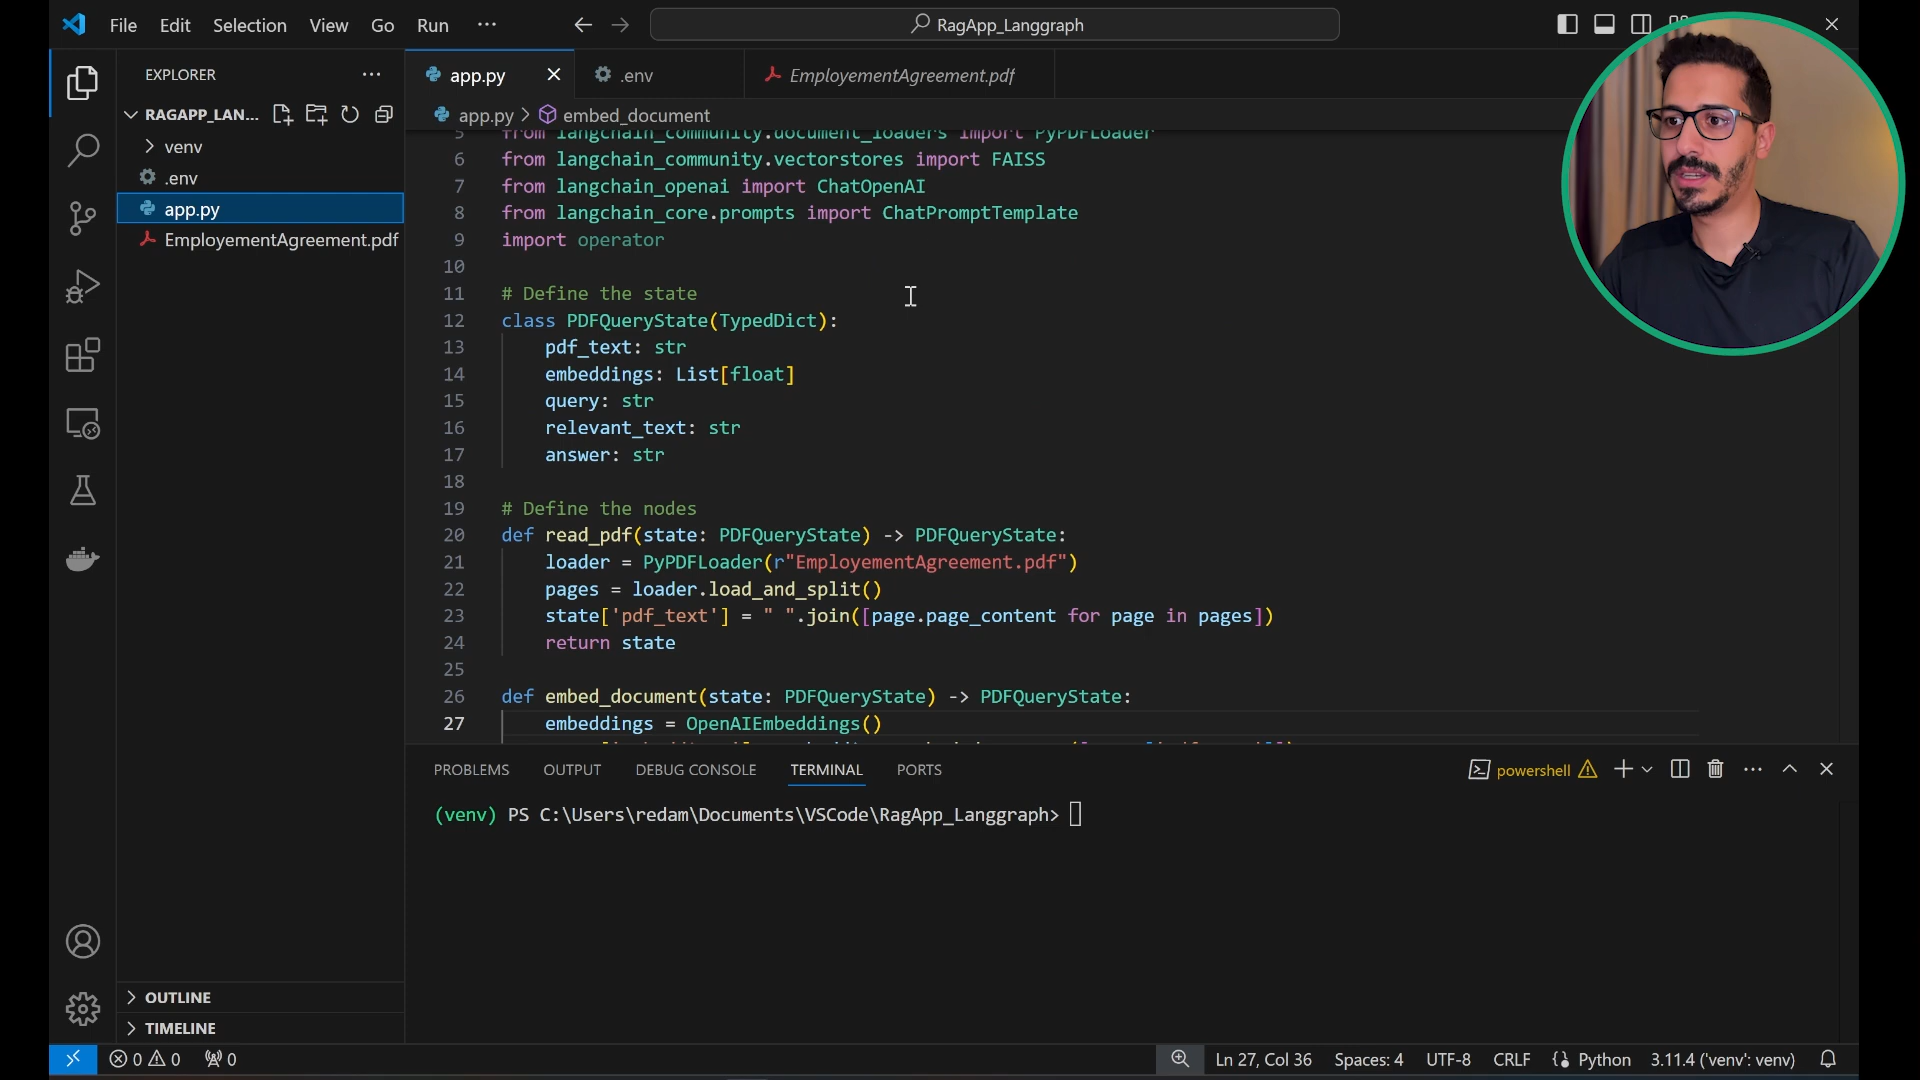 File Edit Selection View Go Run ··· RagApp_Langgraph
EXPLORER
RAGAPP_LAN...
venv
.env
app.py
EmployementAgreement.pdf
OUTLINE
TIMELINE
app.py .env EmployementAgreement.pdf
app.py > embed_document
5 from langchain_community.document_loaders import PyPDFLoader
6 from langchain_community.vectorstores import FAISS
7 from langchain_openai import ChatOpenAI
8 from langchain_core.prompts import ChatPromptTemplate
9 import operator
10
11 # Define the state
12 class PDFQueryState(TypedDict):
13 pdf_text: str
14 embeddings: List[float]
15 query: str
16 relevant_text: str
17 answer: str
18
19 # Define the nodes
20 def read_pdf(state: PDFQueryState) -> PDFQueryState:
21 loader = PyPDFLoader(r"EmployementAgreement.pdf")
22 pages = loader.load_and_split()
23 state['pdf_text'] = " ".join([page.page_content for page in pages])
24 return state
25
26 def embed_document(state: PDFQueryState) -> PDFQueryState:
27 embeddings = OpenAIEmbeddings()
PROBLEMS OUTPUT DEBUG CONSOLE TERMINAL PORTS powershell
(venv) PS C:\Users\redam\Documents\VSCode\RagApp_Langgraph>
0 0 0 Ln 27, Col 36 Spaces: 4 UTF-8 CRLF Python 3.11.4 ('venv': venv)